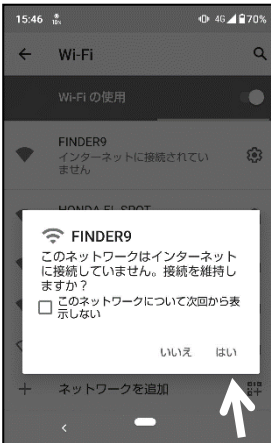 15:46
4G 70%
Wi-Fi
Wi-Fi の使用
FINDER9
インターネットに接続されてい
ません
HONDA EL SPOT
FINDER9
このネットワークはインターネット
に接続していません。接続を維持し
ますか？
このネットワークについて次回から表
示しない
いいえ はい
ネットワークを追加